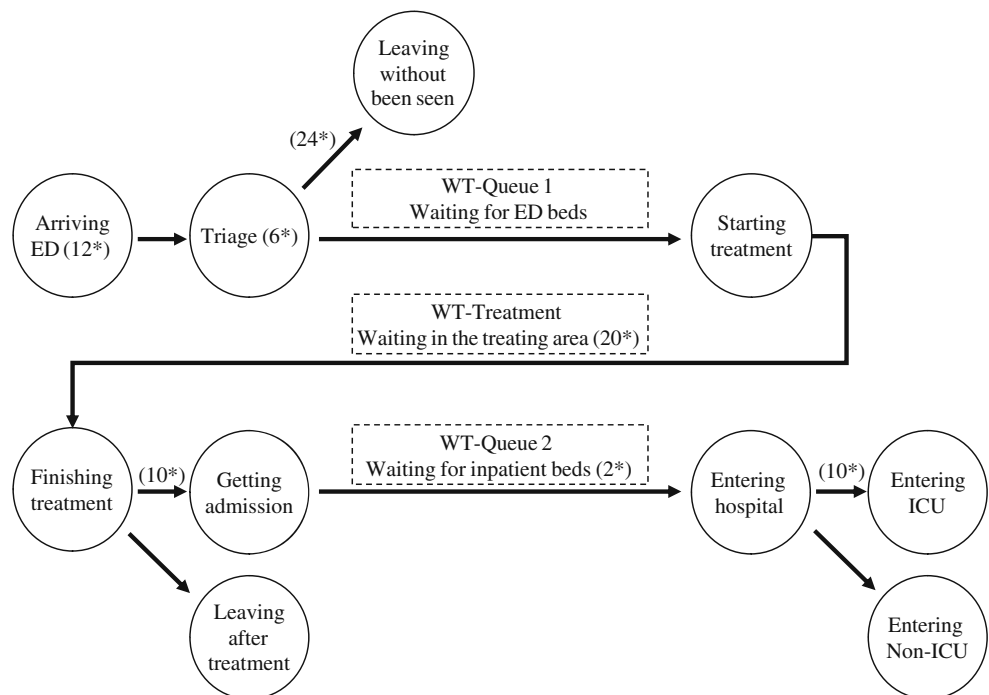 Leaving
without
been seen
(24*)
WT-Queue 1
Waiting for ED beds
Arriving
ED (12*)
Triage (6*)
Starting
treatment
WT-Treatment
Waiting in the treating area (20*)
WT-Queue 2
Waiting for inpatient beds (2*)
Finishing
treatment
(10*)
Getting
admission
Entering
hospital
(10*)
Entering
ICU
Leaving
after
treatment
Entering
Non-ICU